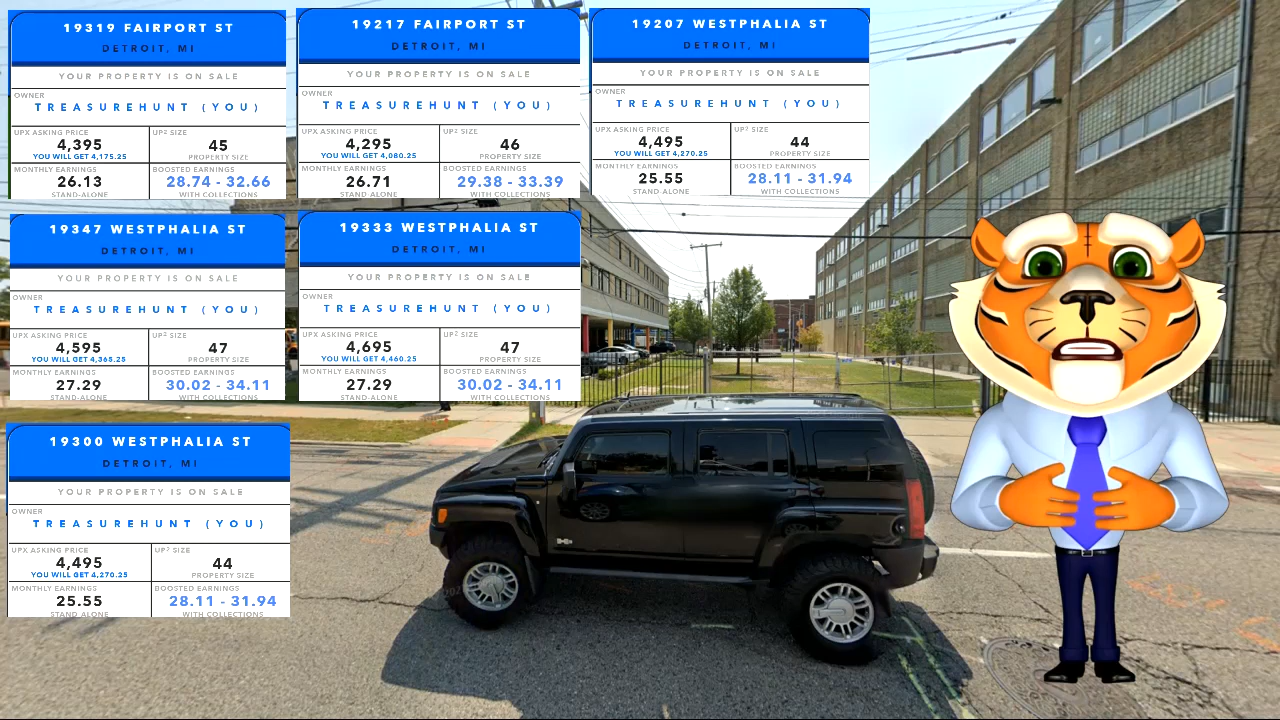 19319 FAIRPORT ST
DETROIT, MI
YOUR PROPERTY IS ON SALE
OWNER
TREASUREHUNT (YOU)
UPX ASKING PRICE
4,395
YOU WILL GET 4,175.25
UP² SIZE
45
PROPERTY SIZE
MONTHLY EARNINGS
26.13
STAND-ALONE
BOOSTED EARNINGS
28.74 - 32.66
WITH COLLECTIONS
19217 FAIRPORT ST
DETROIT, MI
YOUR PROPERTY IS ON SALE
OWNER
TREASUREHUNT (YOU)
UPX ASKING PRICE
4,295
YOU WILL GET 4,080.25
UP² SIZE
46
PROPERTY SIZE
MONTHLY EARNINGS
26.71
STAND-ALONE
BOOSTED EARNINGS
29.38 - 33.39
WITH COLLECTIONS
19207 WESTPHALIA ST
DETROIT, MI
YOUR PROPERTY IS ON SALE
OWNER
TREASUREHUNT (YOU)
UPX ASKING PRICE
4,495
YOU WILL GET 4,270.25
UP² SIZE
44
PROPERTY SIZE
MONTHLY EARNINGS
25.55
STAND-ALONE
BOOSTED EARNINGS
28.11 - 31.94
WITH COLLECTIONS
19347 WESTPHALIA ST
DETROIT, MI
YOUR PROPERTY IS ON SALE
OWNER
TREASUREHUNT (YOU)
UPX ASKING PRICE
4,595
YOU WILL GET 4,365.25
UP² SIZE
47
PROPERTY SIZE
MONTHLY EARNINGS
27.29
STAND-ALONE
BOOSTED EARNINGS
30.02 - 34.11
WITH COLLECTIONS
19333 WESTPHALIA ST
DETROIT, MI
YOUR PROPERTY IS ON SALE
OWNER
TREASUREHUNT (YOU)
UPX ASKING PRICE
4,695
YOU WILL GET 4,460.25
UP² SIZE
47
PROPERTY SIZE
MONTHLY EARNINGS
27.29
STAND-ALONE
BOOSTED EARNINGS
30.02 - 34.11
WITH COLLECTIONS
19300 WESTPHALIA ST
DETROIT, MI
YOUR PROPERTY IS ON SALE
OWNER
TREASUREHUNT (YOU)
UPX ASKING PRICE
4,495
YOU WILL GET 4,270.25
UP² SIZE
44
PROPERTY SIZE
MONTHLY EARNINGS
25.55
STAND-ALONE
BOOSTED EARNINGS
28.11 - 31.94
WITH COLLECTIONS